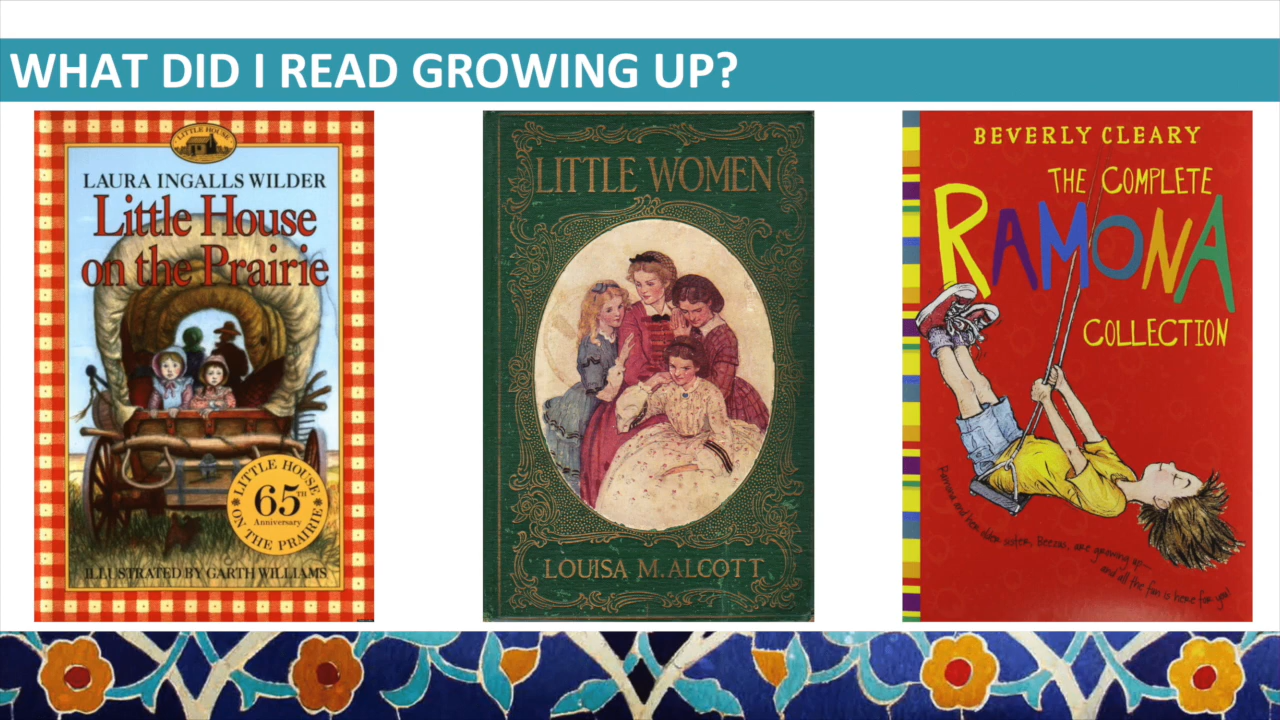 WHAT DID I READ GROWING UP?
LITTLE HOUSE
LAURA INGALLS WILDER
Little House
on the Prairie
LITTLE HOUSE
65TH
Anniversary
ON THE PRAIRIE
ILLUSTRATED BY GARTH WILLIAMS
LITTLE WOMEN
LOUISA M. ALCOTT
BEVERLY CLEARY
THE COMPLETE
RAMONA
COLLECTION
Ramona and her older sister, Beezus, are growing up—
and all the fun is here for you!